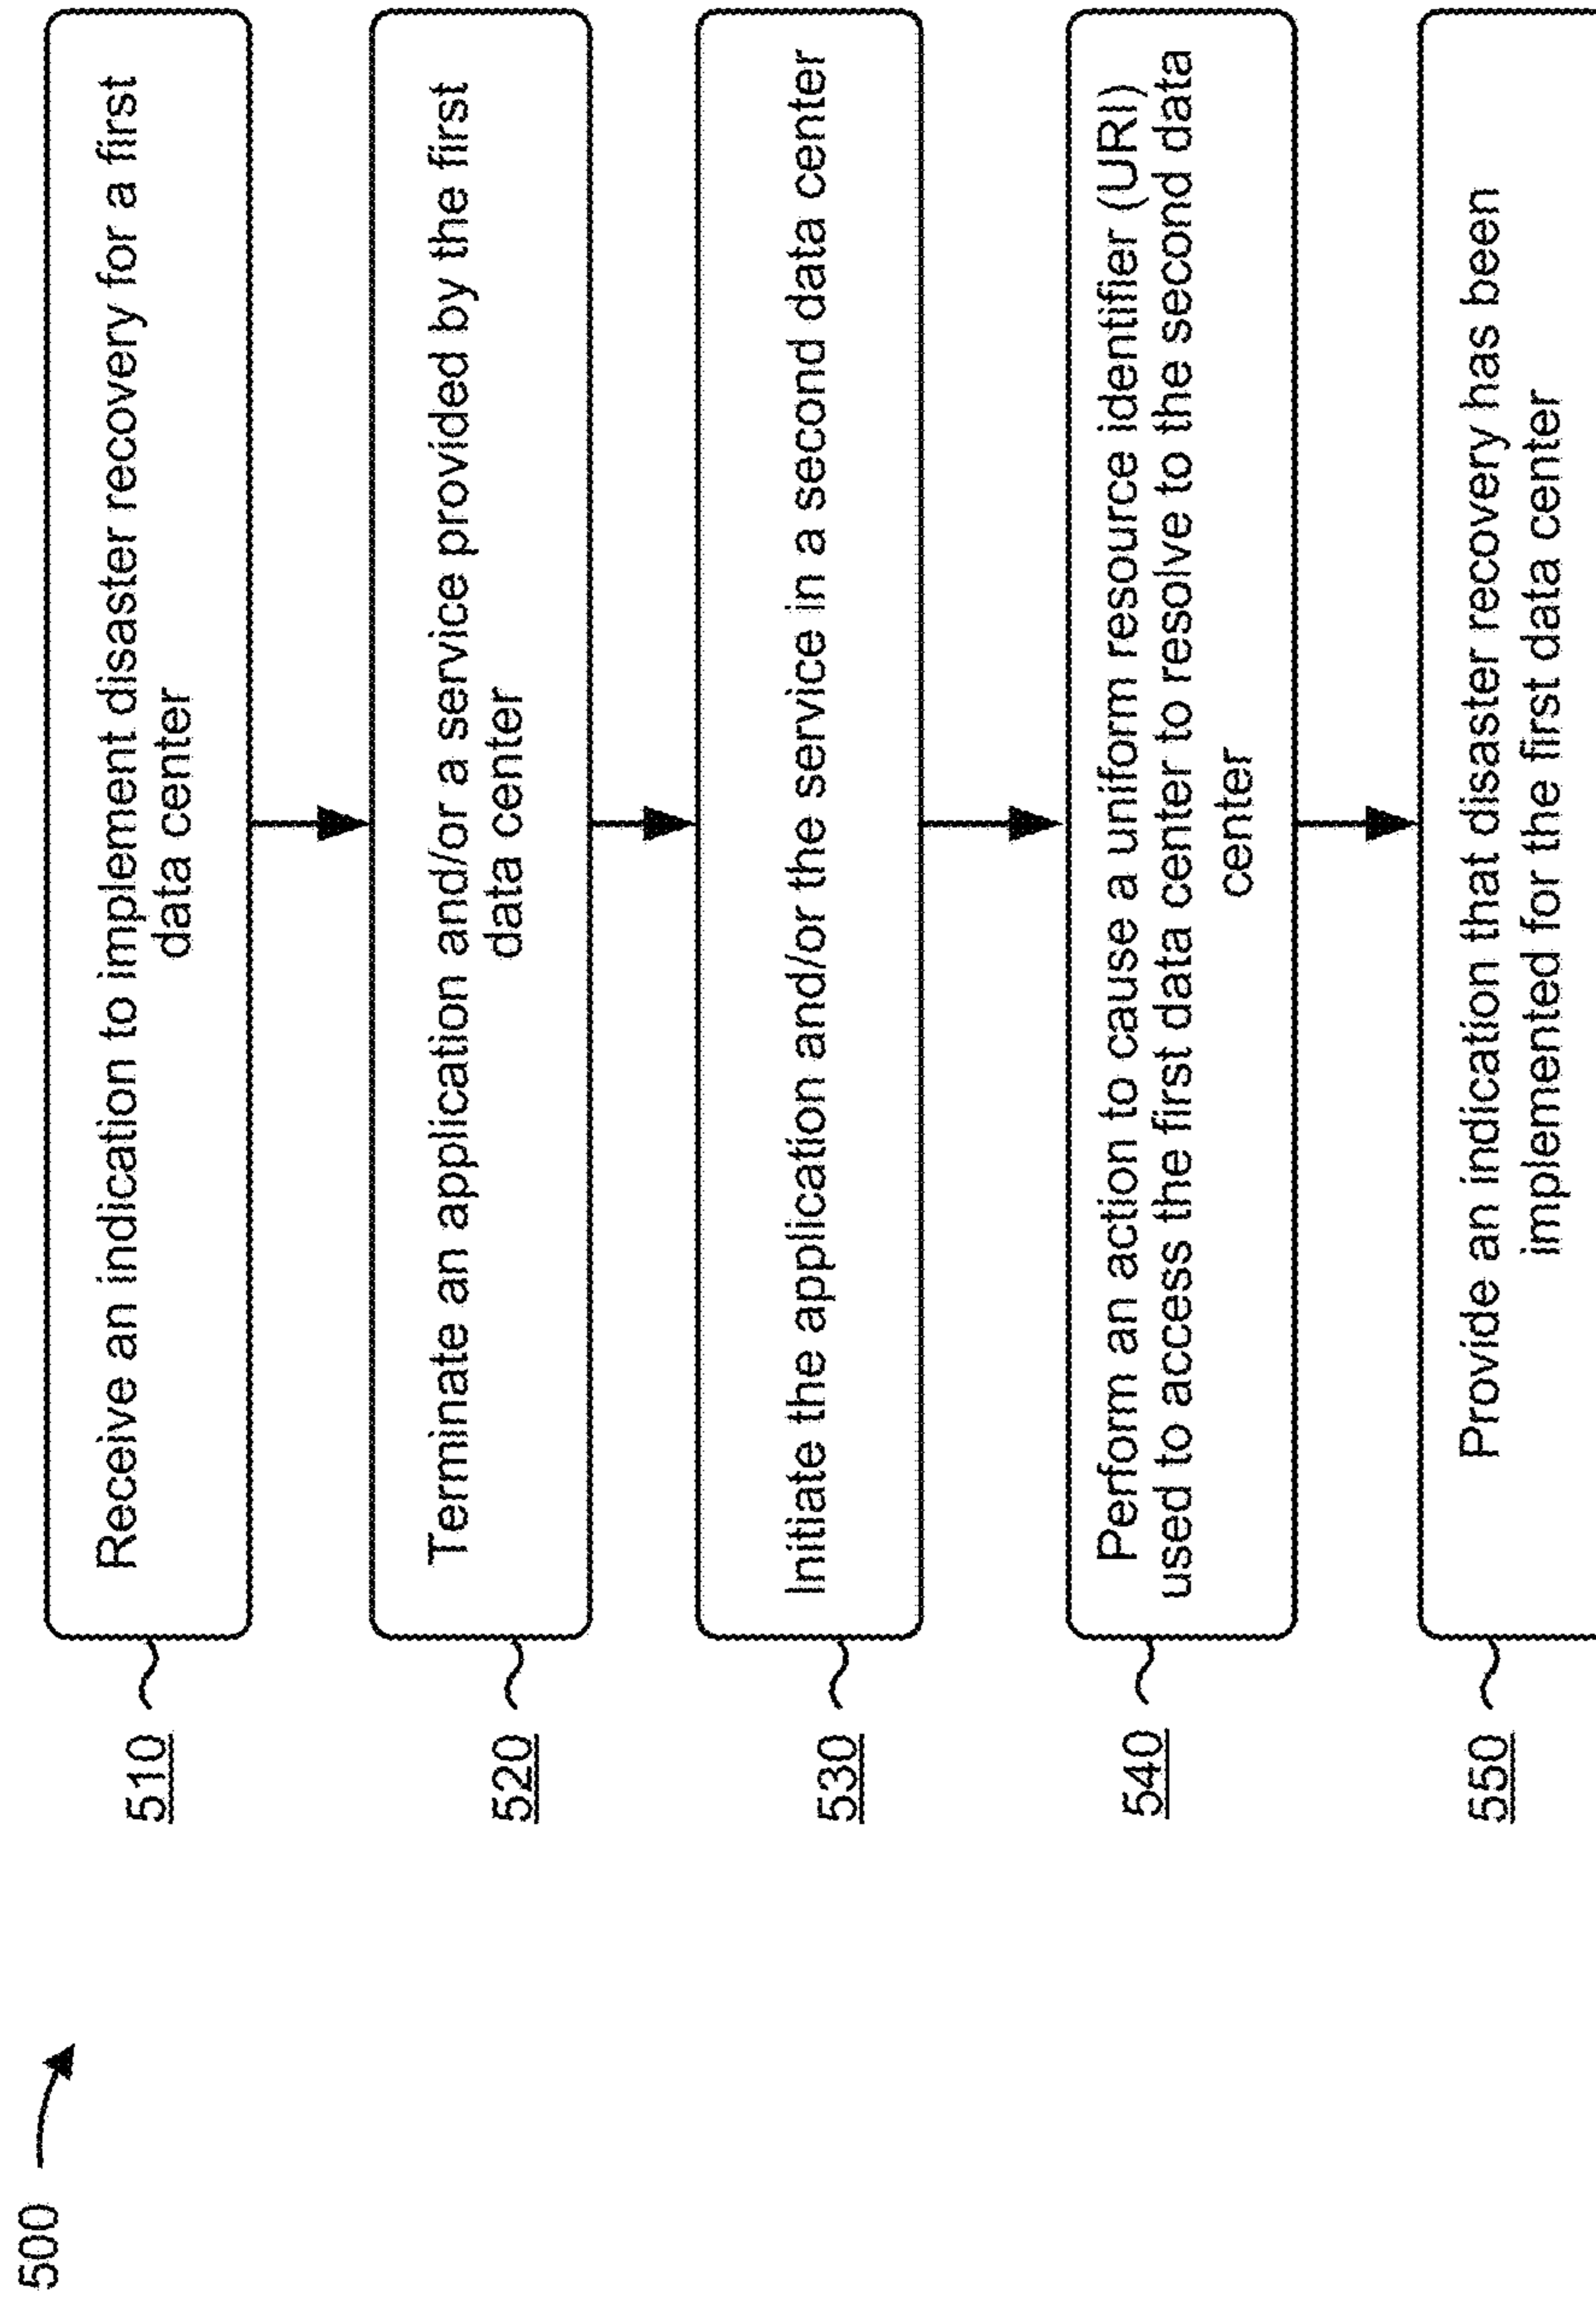 500
510
Receive an indication to implement disaster recovery for a first
data center
520
Terminate an application and/or a service provided by the first
data center
530
Initiate the application and/or the service in a second data center
540
Perform an action to cause a uniform resource identifier (URI)
used to access the first data center to resolve to the second data
center
550
Provide an indication that disaster recovery has been
implemented for the first data center